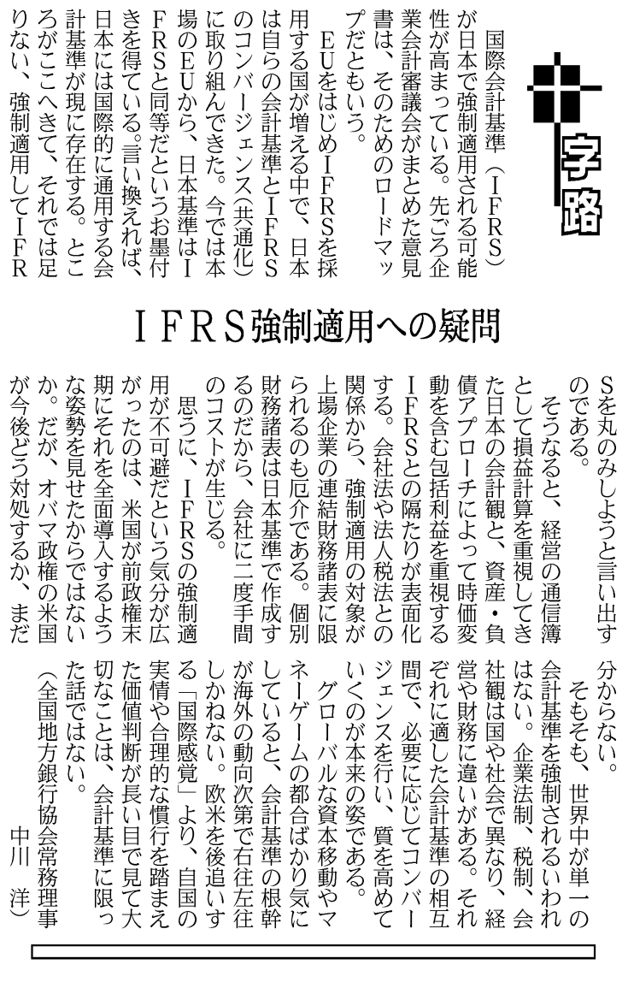 十字路
ＩＦＲＳ強制適用への疑問
　国際会計基準（ＩＦＲＳ）
が日本で強制適用される可能
性が高まっている。先ごろ企
業会計審議会がまとめた意見
書は、そのためのロードマッ
プだともいう。
　ＥＵをはじめＩＦＲＳを採
用する国が増える中で、日本
は自らの会計基準とＩＦＲＳ
のコンバージェンス（共通化）
に取り組んできた。今では本
場のＥＵから、日本基準はＩ
ＦＲＳと同等だというお墨付
きを得ている。言い換えれば、
日本には国際的に通用する会
計基準が現に存在する。とこ
ろがここへきて、それでは足
りない、強制適用してＩＦＲ
Ｓを丸のみしようと言い出す
のである。
　そうなると、経営の通信簿
として損益計算を重視してき
た日本の会計観と、資産・負
債アプローチによって時価変
動を含む包括利益を重視する
ＩＦＲＳとの隔たりが表面化
する。会社法や法人税法との
関係から、強制適用の対象が
上場企業の連結財務諸表に限
られるのも厄介である。個別
財務諸表は日本基準で作成す
るのだから、会社に二度手間
のコストが生じる。
　思うに、ＩＦＲＳの強制適
用が不可避だという気分が広
がったのは、米国が前政権末
期にそれを全面導入するよう
な姿勢を見せたからではない
か。だが、オバマ政権の米国
が今後どう対処するか、まだ
分からない。
　そもそも、世界中が単一の
会計基準を強制されるいわれ
はない。企業法制、税制、会
社観は国や社会で異なり、経
営や財務に違いがある。それ
ぞれに適した会計基準の相互
間で、必要に応じてコンバー
ジェンスを行い、質を高めて
いくのが本来の姿である。
　グローバルな資本移動やマ
ネーゲームの都合ばかり気に
していると、会計基準の根幹
が海外の動向次第で右往左往
しかねない。欧米を後追いす
る「国際感覚」より、自国の
実情や合理的な慣行を踏まえ
た価値判断が長い目で見て大
切なことは、会計基準に限っ
た話ではない。
（全国地方銀行協会常務理事
中川　洋）